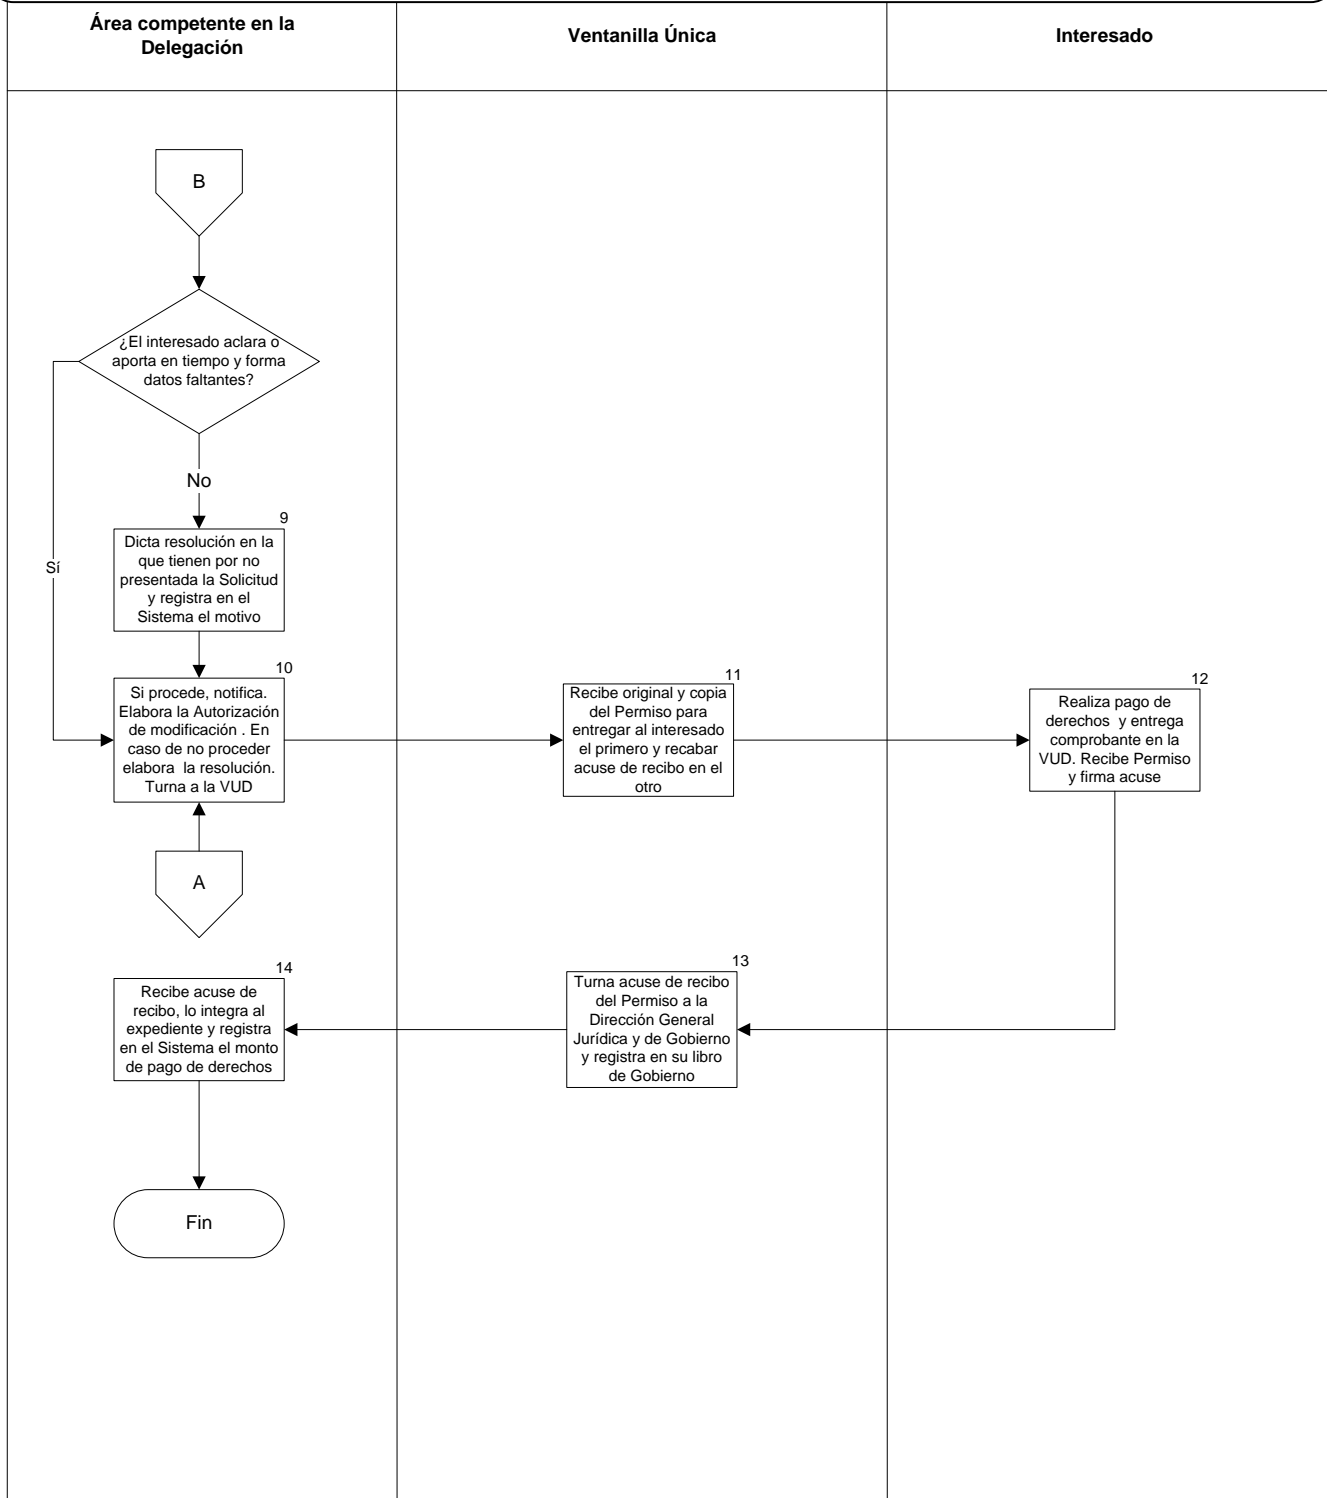 Área competente en la
Delegación
Ventanilla Única
Interesado
B
¿El interesado aclara o
aporta en tiempo y forma
datos faltantes?
No
Sí
9
Dicta resolución en la
que tienen por no
presentada la Solicitud
y registra en el
Sistema el motivo
10
Si procede, notifica.
Elabora la Autorización
de modificación . En
caso de no proceder
elabora la resolución.
Turna a la VUD
11
Recibe original y copia
del Permiso para
entregar al interesado
el primero y recabar
acuse de recibo en el
otro
12
Realiza pago de
derechos y entrega
comprobante en la
VUD. Recibe Permiso
y firma acuse
A
14
Recibe acuse de
recibo, lo integra al
expediente y registra
en el Sistema el monto
de pago de derechos
13
Turna acuse de recibo
del Permiso a la
Dirección General
Jurídica y de Gobierno
y registra en su libro
de Gobierno
Fin